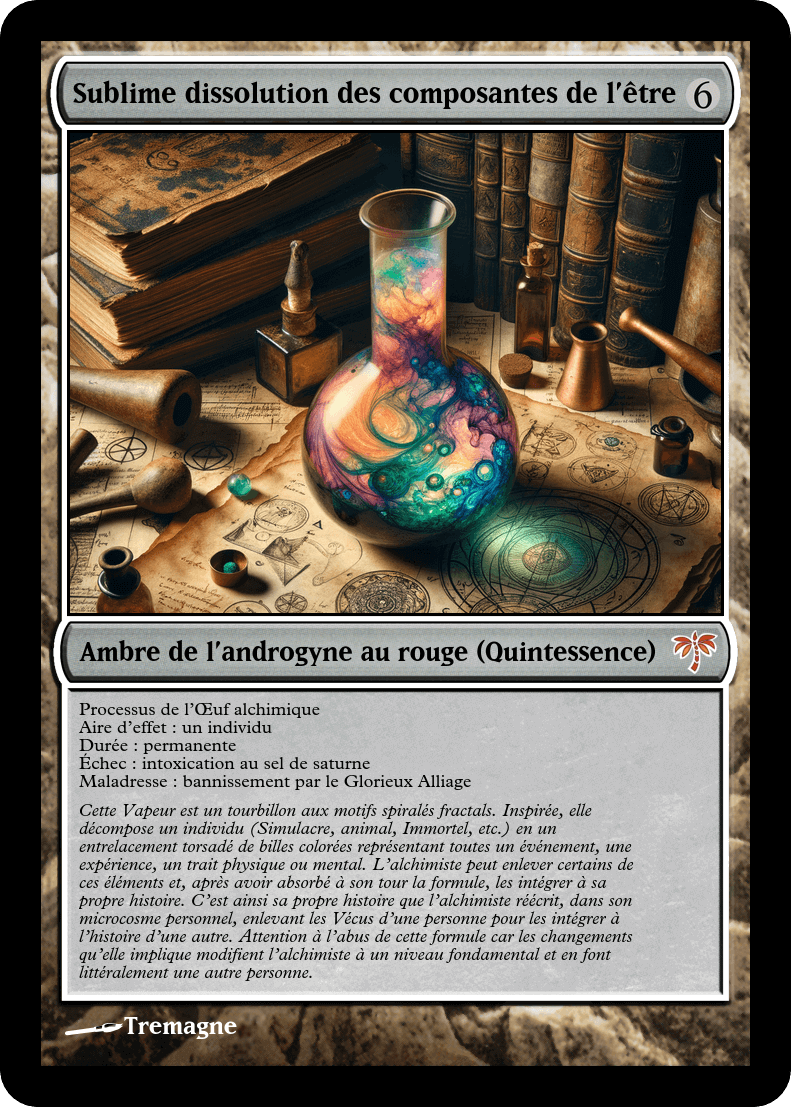 Sublime dissolution des composantes de l'être 6
Ambre de l'androgyne au rouge (Quintessence)
Processus de l'Œuf alchimique
Aire d'effet : un individu
Durée : permanente
Échec : intoxication au sel de saturne
Maladresse : bannissement par le Glorieux Alliage
Cette Vapeur est un tourbillon aux motifs spiralés fractals. Inspirée, elle
décompose un individu (Simulacre, animal, Immortel, etc.) en un
entrelacement torsadé de billes colorées représentant toutes un événement, une
expérience, un trait physique ou mental. L'alchimiste peut enlever certains de
ces éléments et, après avoir absorbé à son tour la formule, les intégrer à sa
propre histoire. C'est ainsi sa propre histoire que l'alchimiste réécrit, dans son
microcosme personnel, enlevant les Vécus d'une personne pour les intégrer à
l'histoire d'une autre. Attention à l'abus de cette formule car les changements
qu'elle implique modifient l'alchimiste à un niveau fondamental et en font
littéralement une autre personne.
Tremagne